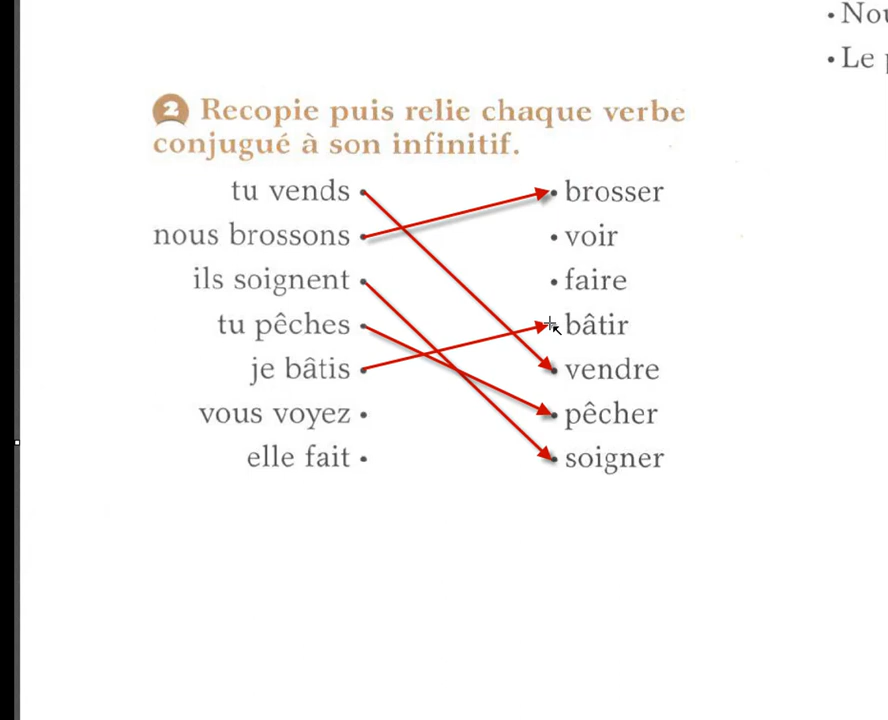 • Le
2 Recopie puis relie chaque verbe
conjugué à son infinitif.
tu vends • • brosser
nous brossons • • voir
ils soignent • • faire
tu pêches • • bâtir
je bâtis • • vendre
vous voyez • • pêcher
elle fait • • soigner